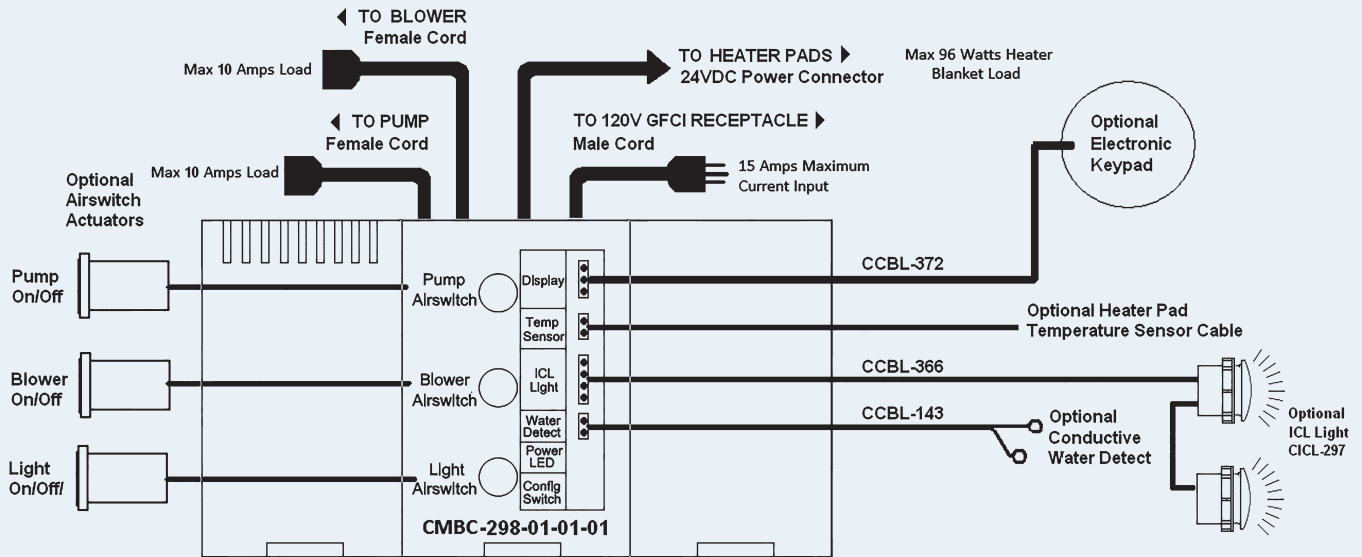 TO BLOWER
Female Cord
Max 10 Amps Load
TO HEATER PADS
24VDC Power Connector
Max 96 Watts Heater
Blanket Load
TO PUMP
Female Cord
Max 10 Amps Load
TO 120V GFCI RECEPTACLE
Male Cord
15 Amps Maximum
Current Input
Optional
Electronic
Keypad
Optional
Airswitch
Actuators
Pump
On/Off
Pump
Airswitch
Display
CCBL-372
Temp
Sensor
Optional Heater Pad
Temperature Sensor Cable
Blower
On/Off
Blower
Airswitch
ICL
Light
CCBL-366
Water
Detect
CCBL-143
Optional
Conductive
Water Detect
Optional
ICL Light
CICL-297
Power
LED
Light
On/Off/
Light
Airswitch
Config
Switch
CMBC-298-01-01-01